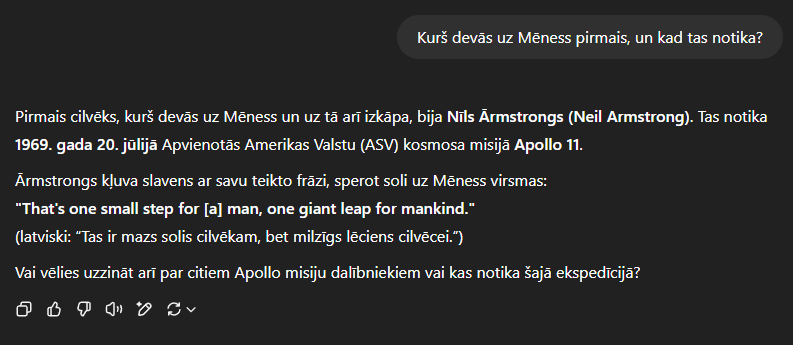 Kurš devās uz Mēness pirmais, un kad tas notika?
Pirmais cilvēks, kurš devās uz Mēness un uz tā arī izkāpa, bija Nīls Ārmstrongs (Neil Armstrong). Tas notika
1969. gada 20. jūlijā Apvienotās Amerikas Valstu (ASV) kosmosa misijā Apollo 11.
Ārmstrongs kļuva slavens ar savu teikto frāzi, sperot soli uz Mēness virsmas:
"That's one small step for [a] man, one giant leap for mankind."
(latviski: “Tas ir mazs solis cilvēkam, bet milzīgs lēciens cilvēcei.”)
Vai vēlies uzzināt arī par citiem Apollo misiju dalībniekiem vai kas notika šajā ekspedīcijā?